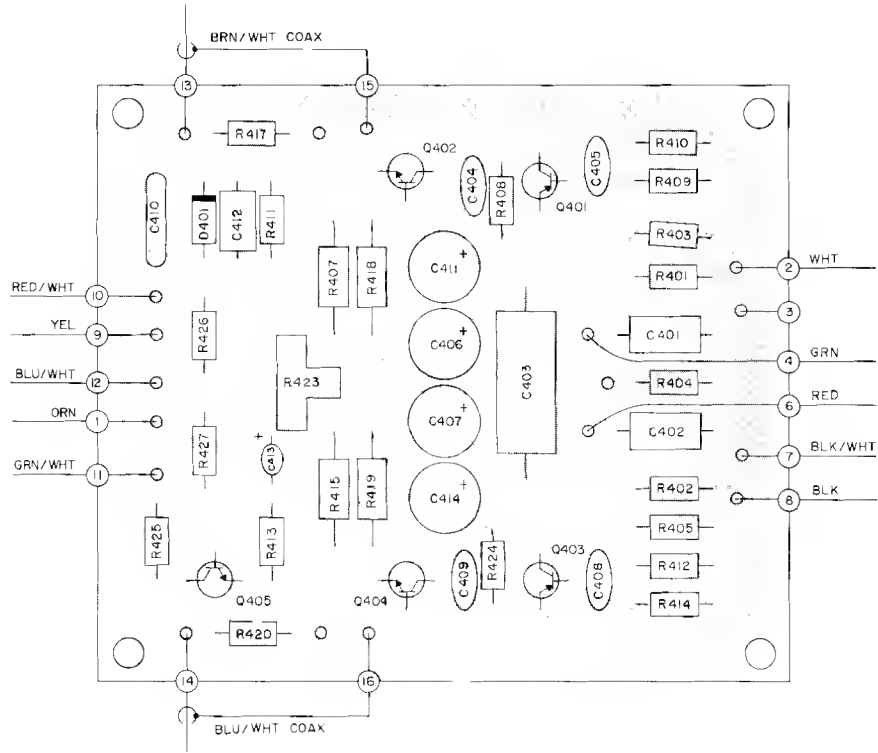 BRN/WHT COAX
13
15
R417
R410
Q402
C405
C404
R408
R409
Q401
C410
D401
C412
R411
R403
WHT
2
R407
R418
C411
+
R401
RED/WHT
10
3
YEL
9
R426
C406
+
C401
4
GRN
BLU/WHT
12
R423
C403
R404
RED
6
ORN
1
C407
+
C402
R427
+
C413
7
BLK/WHT
GRN/WHT
11
R415
R419
C414
+
R402
8
BLK
R425
R413
R405
Q403
R424
C409
C408
R412
Q405
Q404
R414
R420
14
16
BLU/WHT COAX